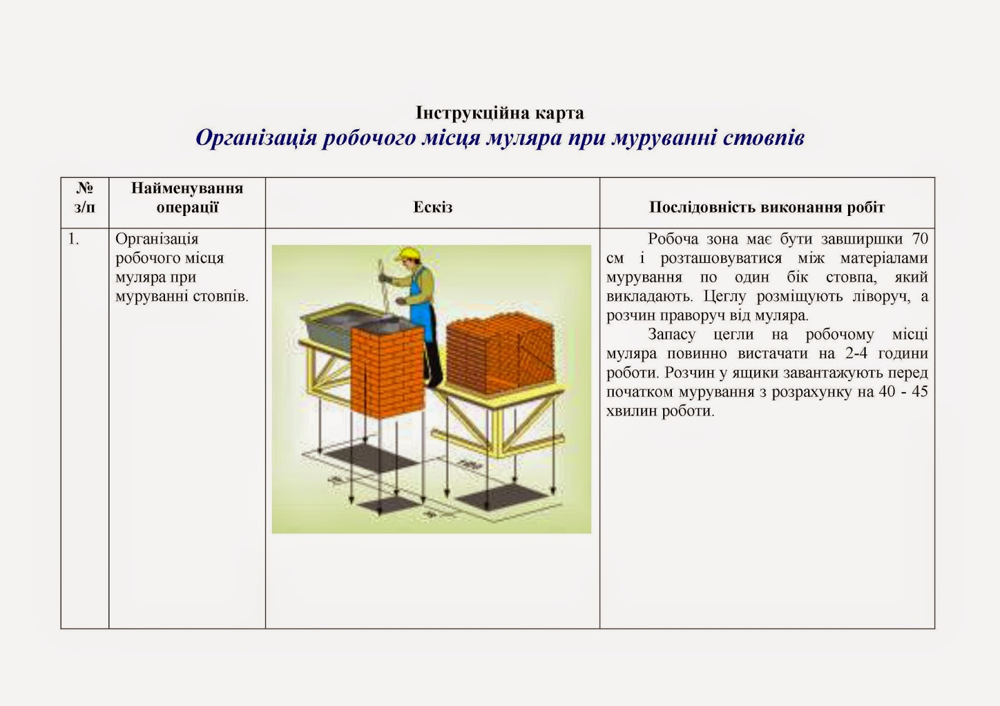 Інструкційна карта
Організація робочого місця муляра при муруванні стовпів
№
з/п
Найменування
операції
Ескіз
Послідовність виконання робіт
1.
Організація
робочого місця
муляра при
муруванні стовпів.
Робоча зона має бути завширшки 70
см і розташовуватися між матеріалами
мурування по один бік стовпа, який
викладають. Цеглу розміщують ліворуч, а
розчин праворуч від муляра.
Запасу цегли на робочому місці
муляра повинно вистачати на 2-4 години
роботи. Розчин у ящики завантажують перед
початком мурування з розрахунку на 40 - 45
хвилин роботи.